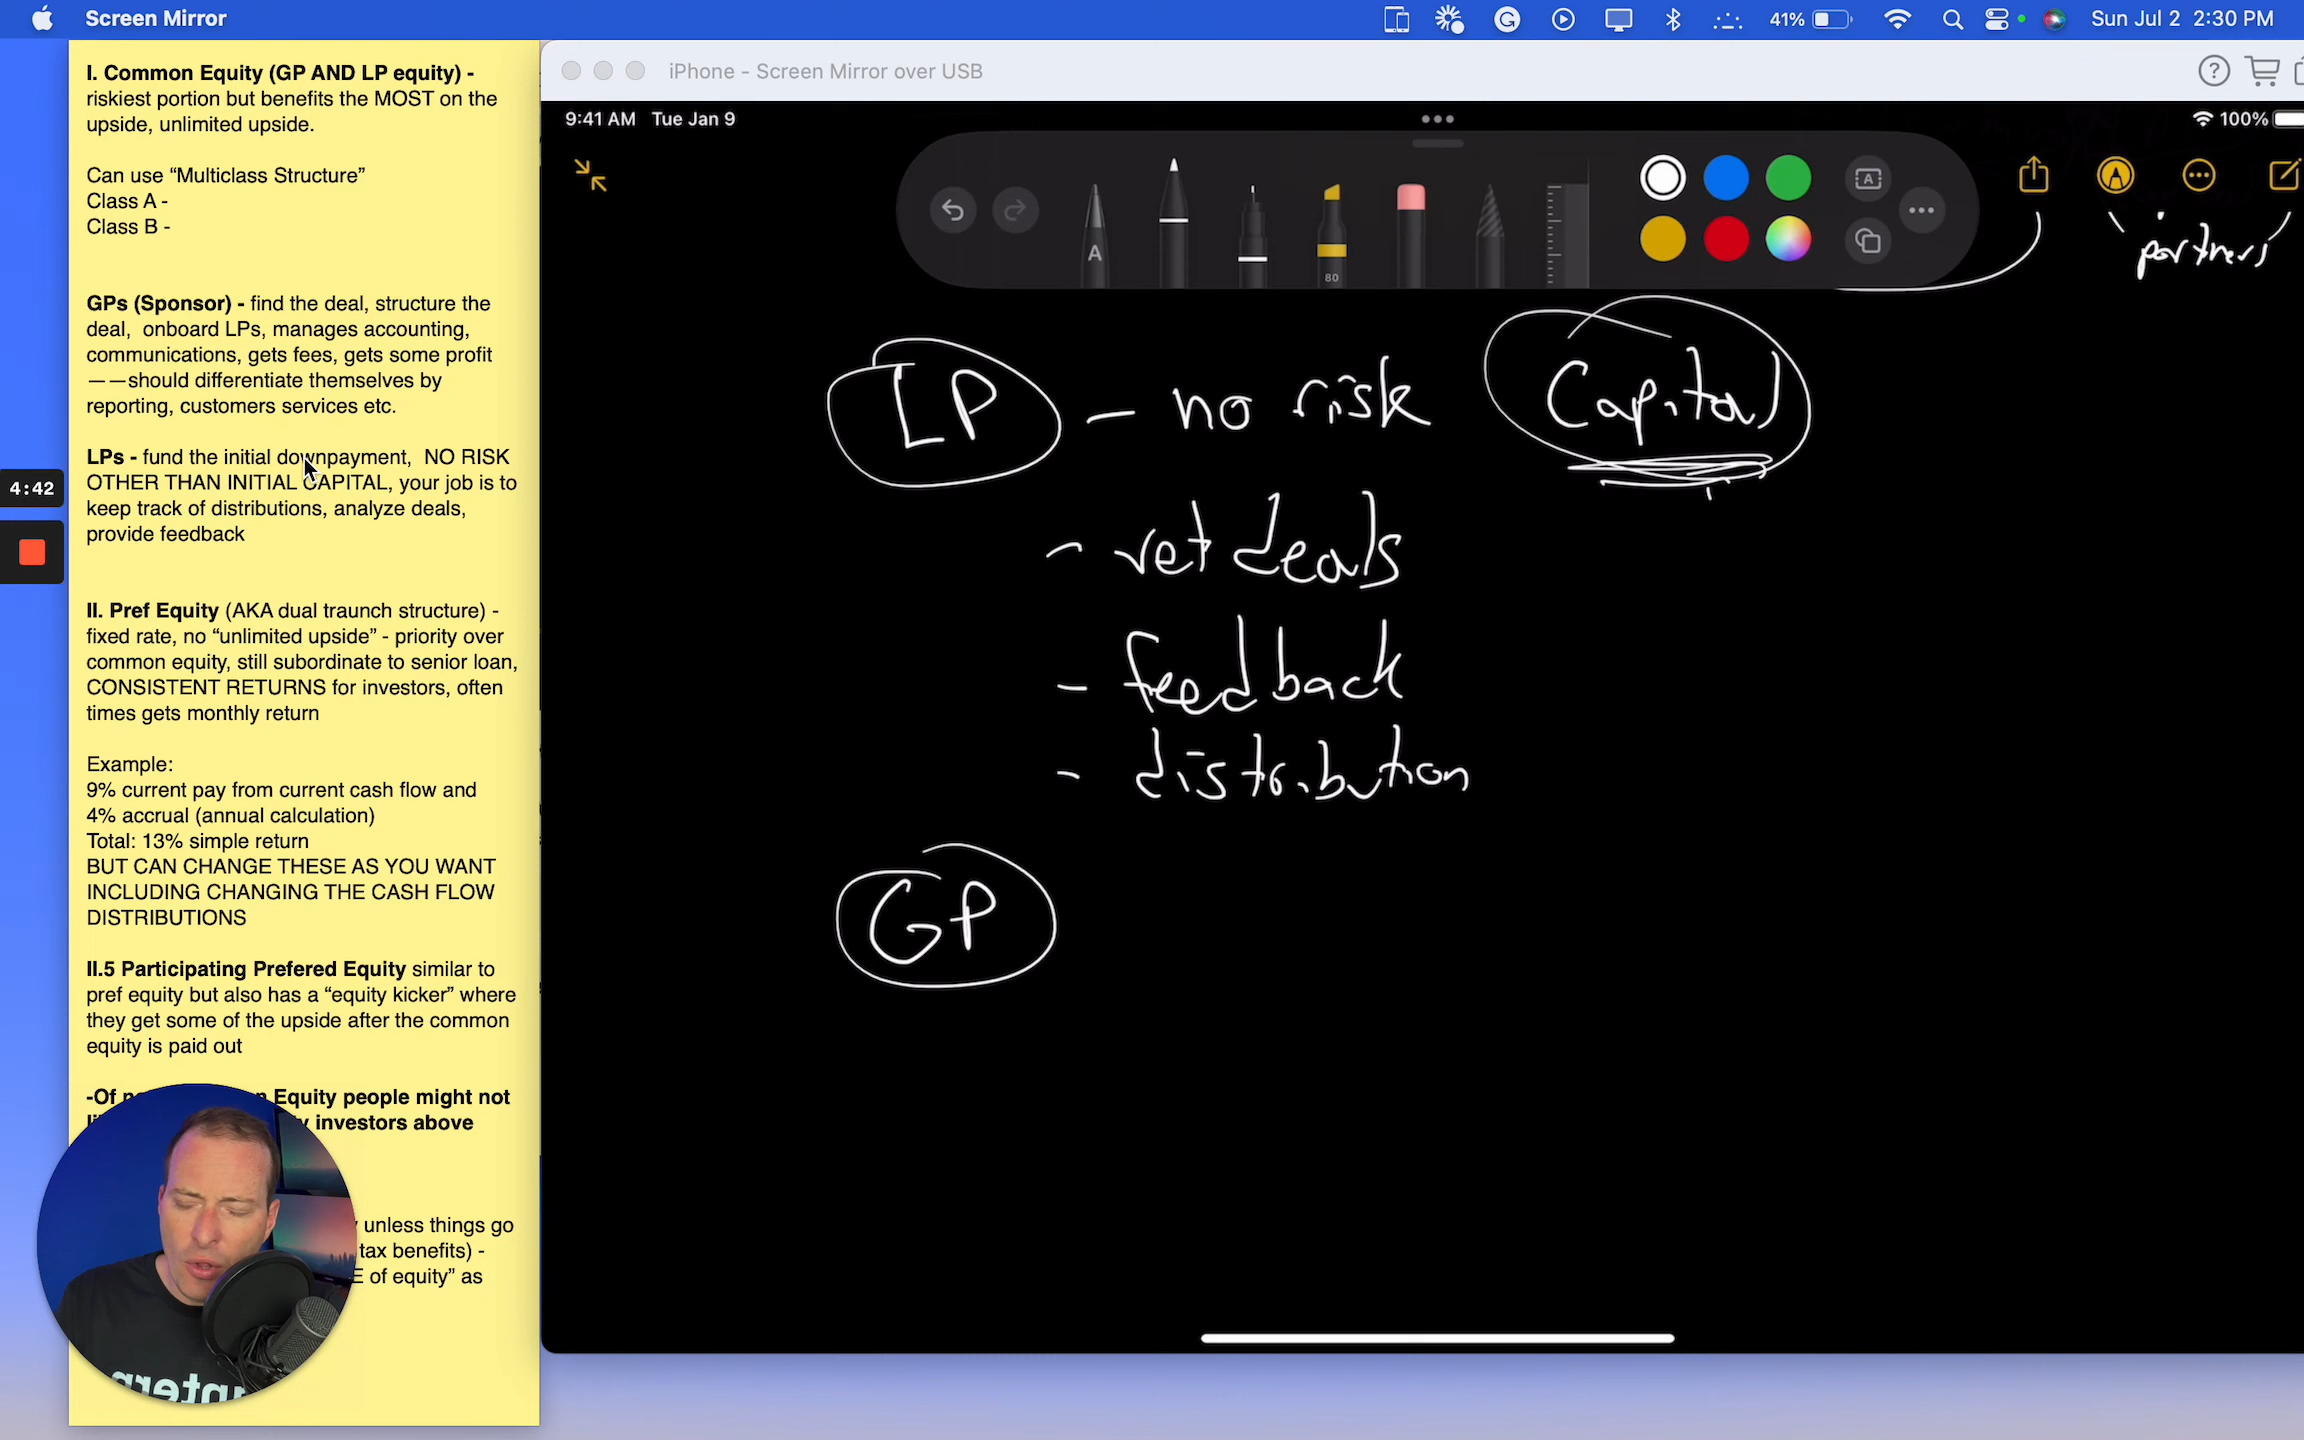 Screen Mirror
41%
Sun Jul 2 2:30 PM
I. Common Equity (GP AND LP equity) -
riskiest portion but benefits the MOST on the
upside, unlimited upside.
Can use “Multiclass Structure”
Class A -
Class B -
GPs (Sponsor) - find the deal, structure the
deal, onboard LPs, manages accounting,
communications, gets fees, gets some profit
——should differentiate themselves by
reporting, customers services etc.
LPs - fund the initial downpayment, NO RISK
OTHER THAN INITIAL CAPITAL, your job is to
keep track of distributions, analyze deals,
provide feedback
II. Pref Equity (AKA dual traunch structure) -
fixed rate, no “unlimited upside” - priority over
common equity, still subordinate to senior loan,
CONSISTENT RETURNS for investors, often
times gets monthly return
Example:
9% current pay from current cash flow and
4% accrual (annual calculation)
Total: 13% simple return
BUT CAN CHANGE THESE AS YOU WANT
INCLUDING CHANGING THE CASH FLOW
DISTRIBUTIONS
II.5 Participating Prefered Equity similar to
pref equity but also has a “equity kicker” where
they get some of the upside after the common
equity is paid out
-Of Equity people might not
investors above
unless things go
tax benefits) -
of equity” as
4:42
iPhone - Screen Mirror over USB
9:41 AM Tue Jan 9
100%
A
80
A
partners
LP - no risk Capital
- vet deals
- feedback
- distribution
GP